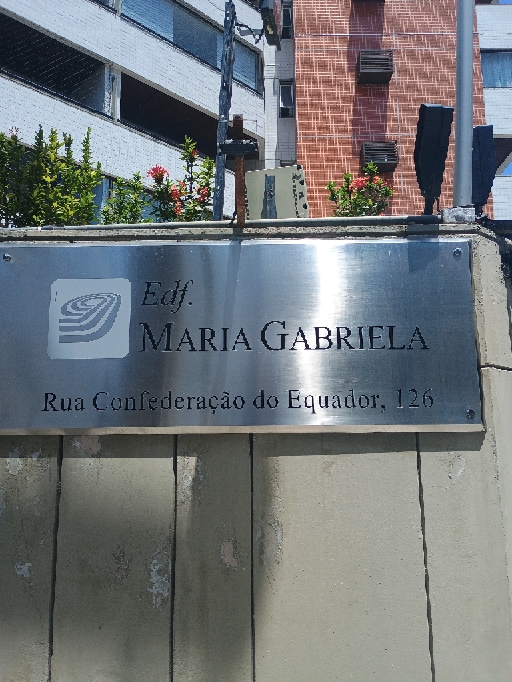 Edf.
MARIA GABRIELA
Rua Confederação do Equador, 126